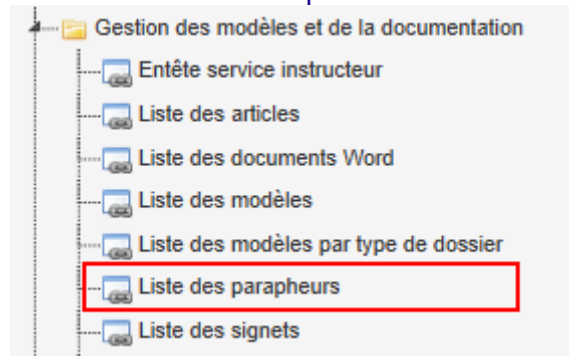 Gestion des modèles et de la documentation
Entête service instructeur
Liste des articles
Liste des documents Word
Liste des modèles
Liste des modèles par type de dossier
Liste des parapheurs
Liste des signets